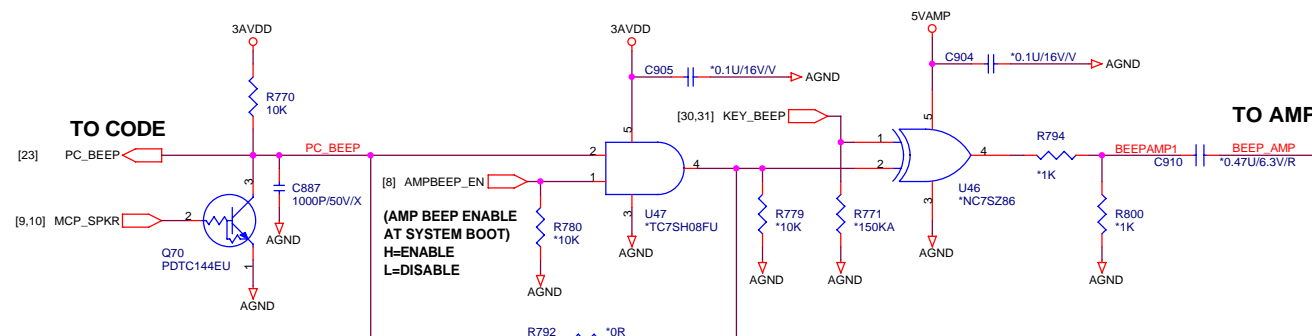 3AVDD
3AVDD
5VAMP
C905
*0.1U/16V/V
AGND
C904
*0.1U/16V/V
AGND
R770
10K
TO CODE
[23] PC_BEEP
PC_BEEP
[30,31] KEY_BEEP
TO AMP
5
5
1
2
4
R794
*1K
BEEPAMP1
C910
BEEP_AMP
*0.47U/6.3V/R
2
1
4
[8] AMPBEEP_EN
3
C887
1000P/50V/X
AGND
[9,10] MCP_SPKR
2
Q70
PDTC144EU
1
AGND
(AMP BEEP ENABLE
AT SYSTEM BOOT)
H=ENABLE
L=DISABLE
R780
*10K
AGND
3
U47
*TC7SH08FU
AGND
R779
*10K
AGND
R771
*150KA
AGND
3
U46
*NC7SZ86
AGND
R800
*1K
AGND
R792
*0R